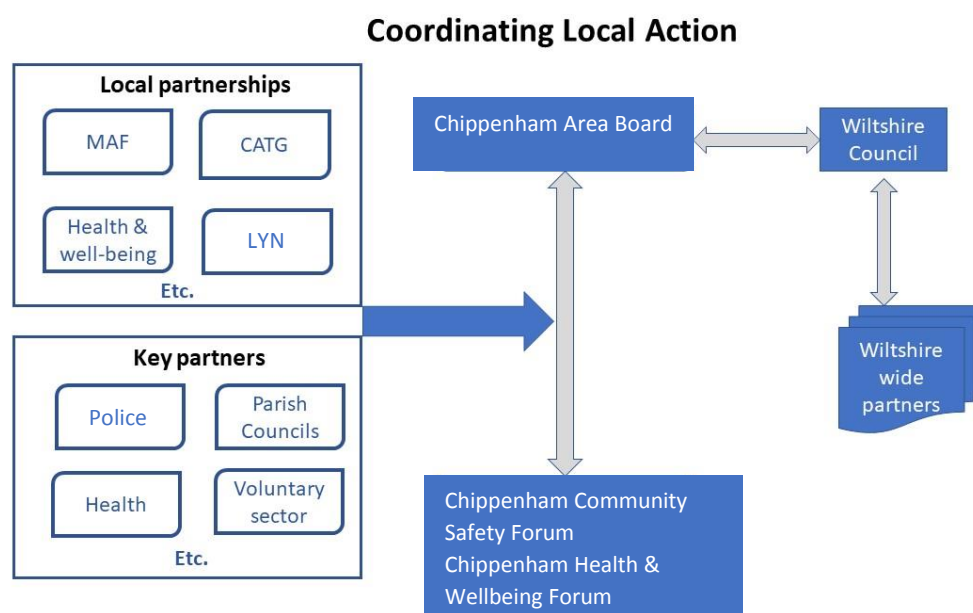 Coordinating Local Action
Local partnerships
MAF
CATG
Health &
well-being
LYN
Etc.
Key partners
Police
Parish
Councils
Health
Voluntary
sector
Etc.
Chippenham Area Board
Wiltshire
Council
Wiltshire
wide
partners
Chippenham Community
Safety Forum
Chippenham Health &
Wellbeing Forum